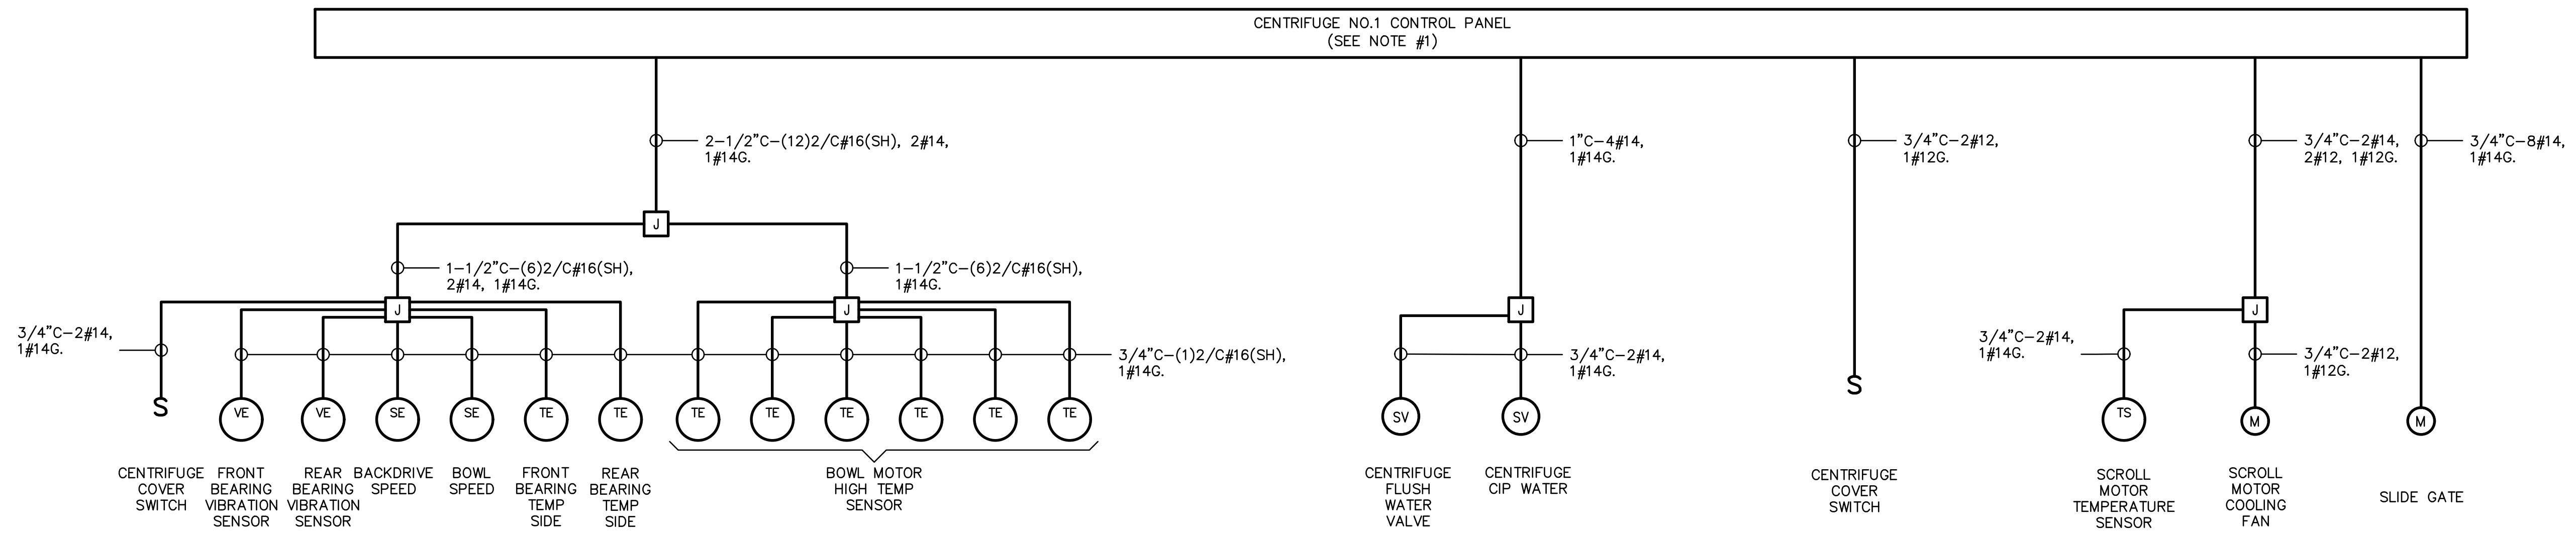 CENTRIFUGE NO.1 CONTROL PANEL
(SEE NOTE #1)
2-1/2"C-(12)2/C#16(SH), 2#14,
1#14G.
1"C-4#14,
1#14G.
3/4"C-2#12,
1#12G.
3/4"C-2#14,
2#12, 1#12G.
3/4"C-8#14,
1#14G.
J
1-1/2"C-(6)2/C#16(SH),
2#14, 1#14G.
1-1/2"C-(6)2/C#16(SH),
1#14G.
J
J
J
J
3/4"C-2#14,
1#14G.
3/4"C-(1)2/C#16(SH),
1#14G.
3/4"C-2#14,
1#14G.
3/4"C-2#14,
1#14G.
3/4"C-2#12,
1#12G.
S
VE
VE
SE
SE
TE
TE
TE
TE
TE
TE
TE
TE
SV
SV
S
TS
M
M
CENTRIFUGE
COVER
SWITCH
FRONT
BEARING
VIBRATION
SENSOR
REAR
BEARING
VIBRATION
SENSOR
BACKDRIVE
SPEED
BOWL
SPEED
FRONT
BEARING
TEMP
SIDE
REAR
BEARING
TEMP
SIDE
BOWL MOTOR
HIGH TEMP
SENSOR
CENTRIFUGE
FLUSH
WATER
VALVE
CENTRIFUGE
CIP WATER
CENTRIFUGE
COVER
SWITCH
SCROLL
MOTOR
TEMPERATURE
SENSOR
SCROLL
MOTOR
COOLING
FAN
SLIDE GATE